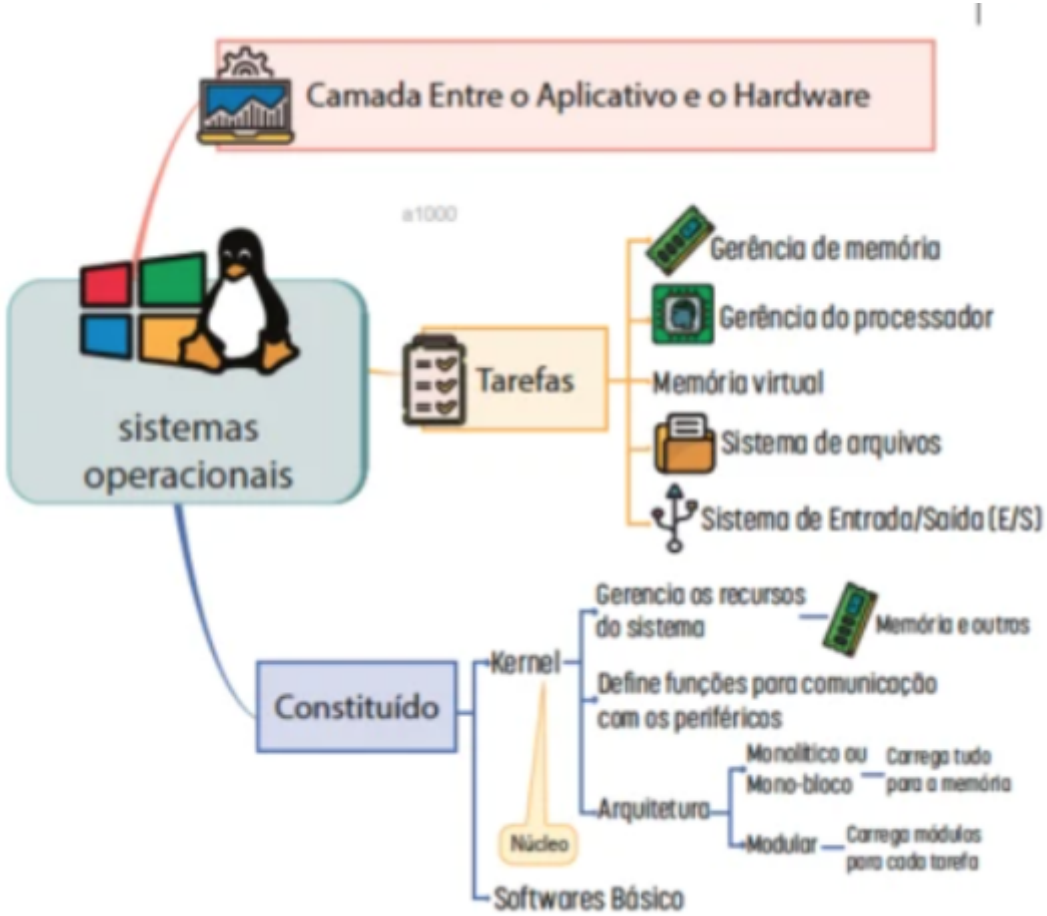 Camada Entre o Aplicativo e o Hardware
a1000
Gerência de memória
Gerência do processador
Tarefas
Memória virtual
sistemas
operacionais
Sistema de arquivos
Sistema de Entrada/Saída (E/S)
Constituído
Kernel
Núcleo
Gerencia os recursos
do sistema
Memória e outros
Define funções para comunicação
com os periféricos
Arquitetura
Monolítico ou
Mono-bloco
Carrega tudo
para a memória
Modular
Carrega módulos
para cada tarefa
Softwares Básico